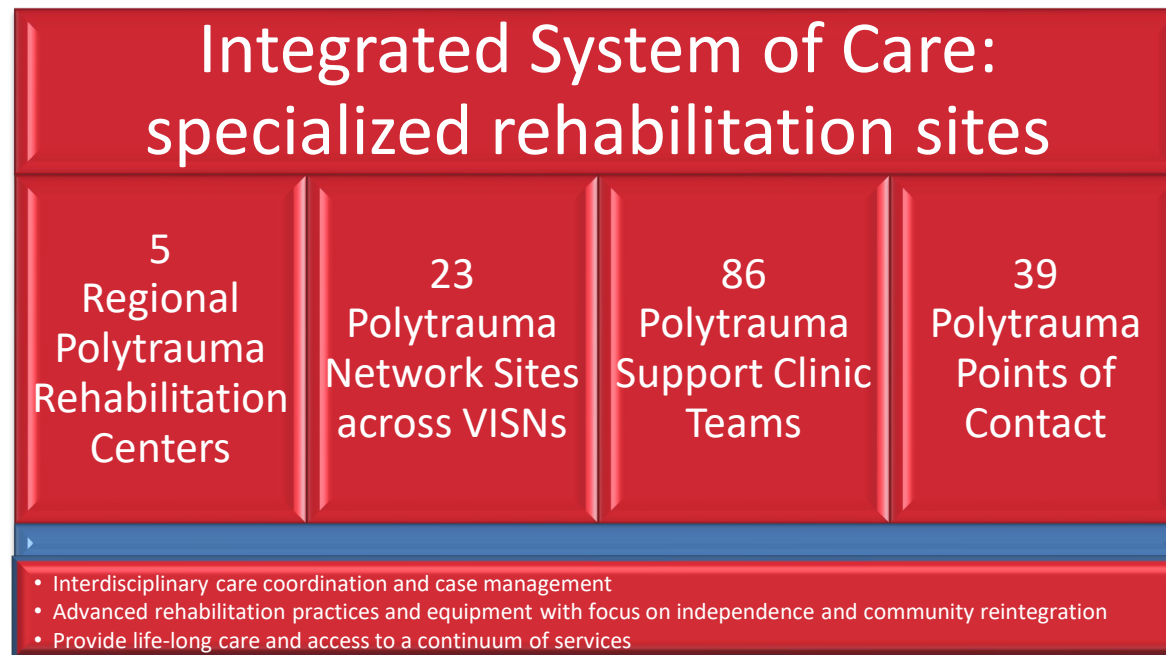 Integrated System of Care:
specialized rehabilitation sites
5
Regional
Polytrauma
Rehabilitation
Centers
23
Polytrauma
Network Sites
across VISNs
86
Polytrauma
Support Clinic
Teams
39
Polytrauma
Points of
Contact
• Interdisciplinary care coordination and case management
• Advanced rehabilitation practices and equipment with focus on independence and community reintegration
• Provide life-long care and access to a continuum of services